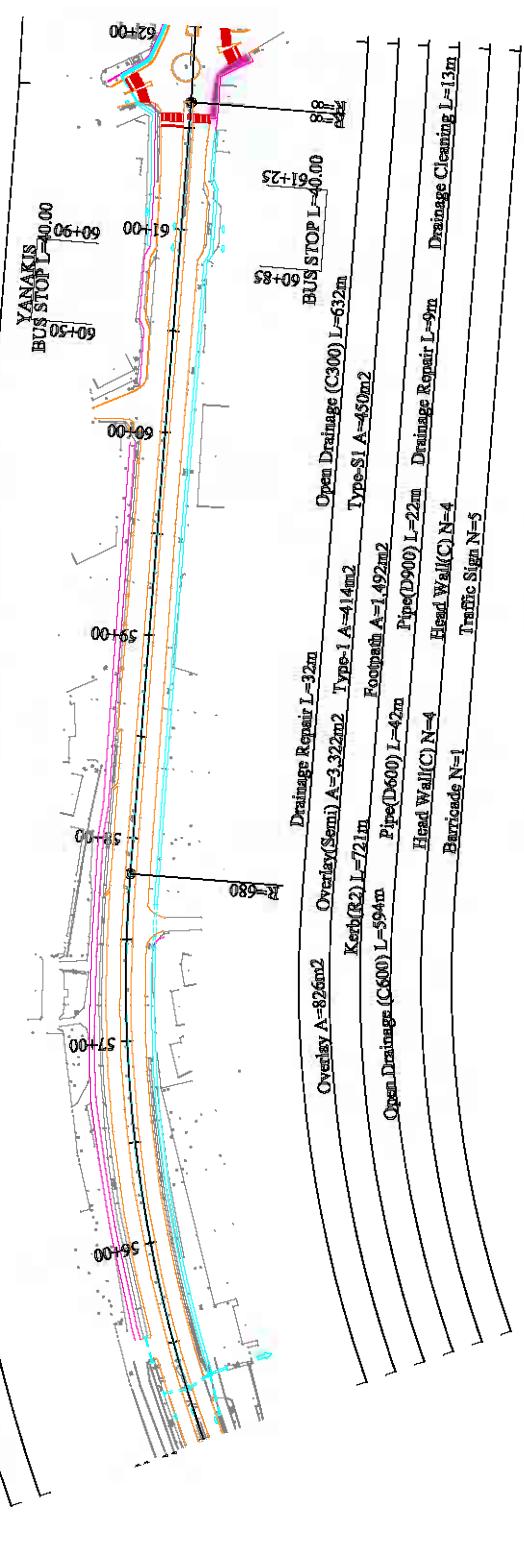 62+00
61+00
60+00
59+00
58+00
57+00
56+00
YANAKIS
BUS STOP L=40.00
60+90
60+50
61+25
60+85
BUS STOP L=40.00
R=680
Overlay A=826m2
Drainage Repair L=32m
Overlay(Semi) A=3,322m2
Type-1 A=414m2
Open Drainage (C300) L=632m
Type-S1 A=450m2
Kerb(R2) L=721m
Footpath A=1,492m2
Open Drainage (C600) L=594m
Pipe(D600) L=42m
Pipe(D900) L=22m
Drainage Repair L=9m
Drainage Cleaning L=13m
Head Wall(C) N=4
Head Wall(C) N=4
Barricade N=1
Traffic Sign N=5